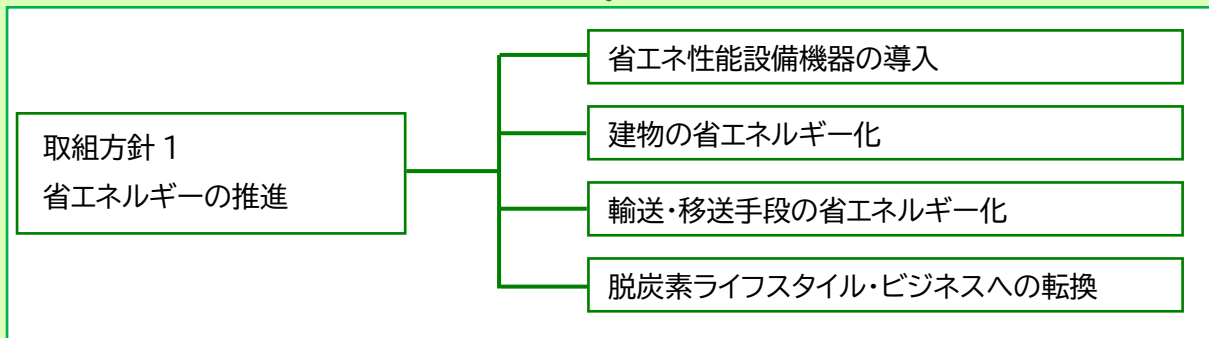 取組方針1
省エネルギーの推進
省エネ性能設備機器の導入
建物の省エネルギー化
輸送・移送手段の省エネルギー化
脱炭素ライフスタイル・ビジネスへの転換